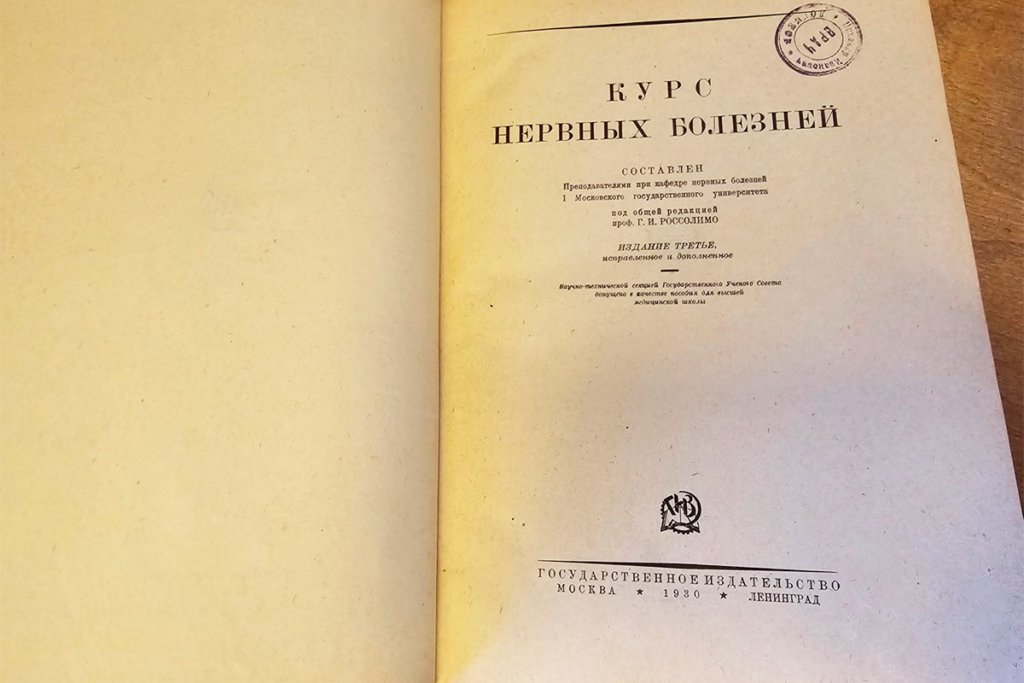 КУРС
НЕРВНЫХ БОЛЕЗНЕЙ
СОСТАВЛЕН
Преподавателями при кафедре нервных болезней
I Московского государственного университета
под общей редакцией
проф. Г. И. РОССОЛИМО
ИЗДАНИЕ ТРЕТЬЕ,
исправленное и дополненное
Научно-технической секцией Государственного Ученого Совета
допущено в качестве пособия для высшей
медицинской школы
ГОСУДАРСТВЕННОЕ ИЗДАТЕЛЬСТВО
МОСКВА ★ 1930 ★ ЛЕНИНГРАД
ВРАЧ